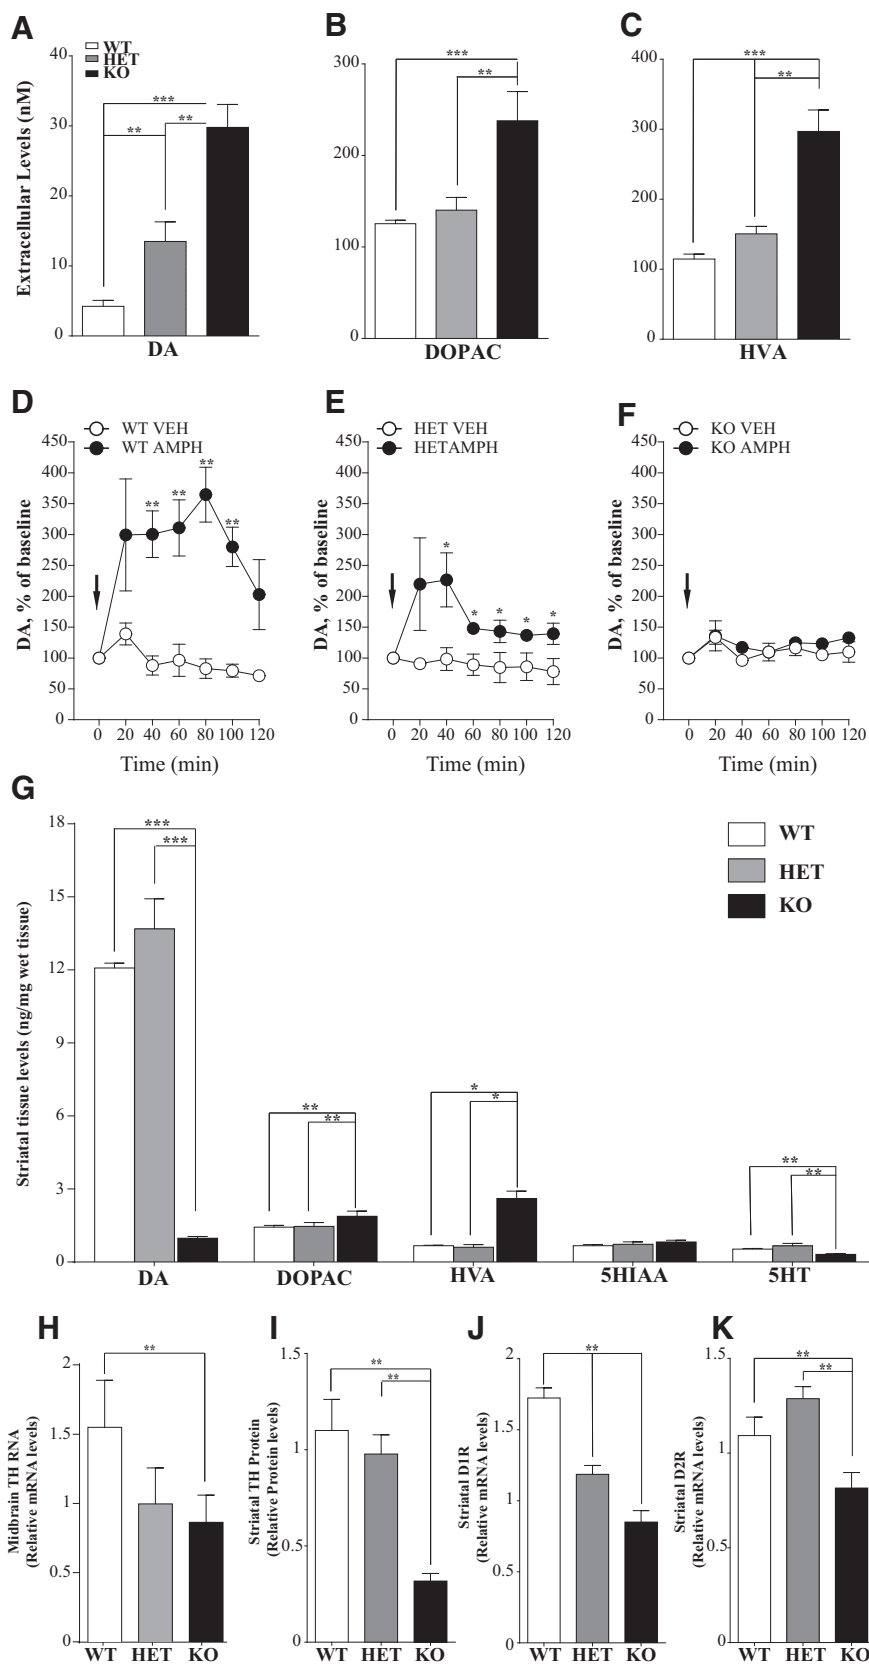 A
WT
HET
KO
Extracellular Levels (nM)
40
30
20
10
0
***
**
**
DA
B
300
200
100
0
***
**
DOPAC
C
400
300
200
100
0
***
**
HVA
D
WT VEH
WT AMPH
DA, % of baseline
450
400
350
300
250
200
150
100
50
0
**
**
**
**
0 20 40 60 80 100 120
Time (min)
E
HET VEH
HETAMPH
DA, % of baseline
450
400
350
300
250
200
150
100
50
0
*
*
*
*
*
0 20 40 60 80 100 120
Time (min)
F
KO VEH
KO AMPH
DA, % of baseline
450
400
350
300
250
200
150
100
50
0
0 20 40 60 80 100 120
Time (min)
G
Striatal tissue levels (ng/mg wet tissue)
18
15
12
9
6
3
0
***
***
**
**
*
*
**
**
WT
HET
KO
DA DOPAC HVA 5HIAA 5HT
H
Midbrain TH RNA
(Relative mRNA levels)
2
1.5
1
0.5
0
**
WT HET KO
I
Striatal TH Protein
(Relative Protein levels)
1.5
1
0.5
0
**
**
WT HET KO
J
Striatal D1R
(Relative mRNA levels)
2
1.5
1
0.5
0
**
WT HET KO
K
Striatal D2R
(Relative mRNA levels)
1.5
1
0.5
0
**
**
WT HET KO